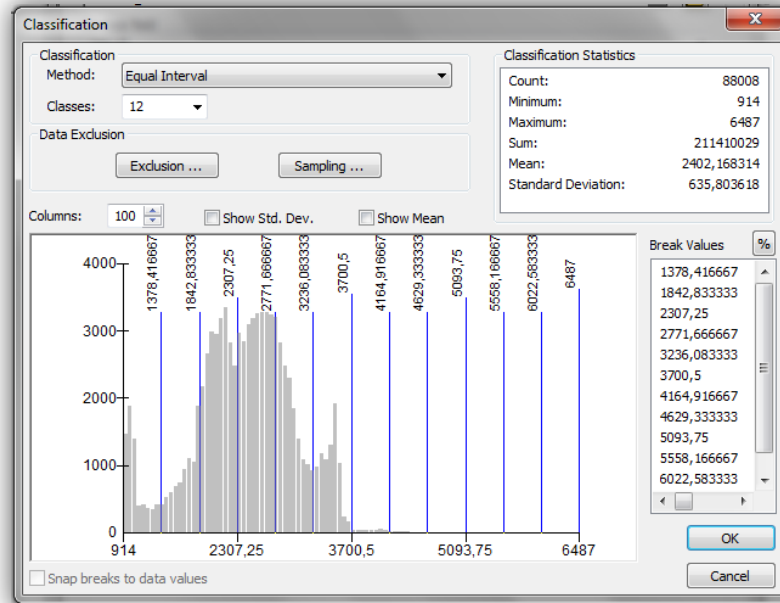 Classification
Classification
Method: Equal Interval
Classes: 12
Data Exclusion
Exclusion ...
Sampling ...
Classification Statistics
Count: 88008
Minimum: 914
Maximum: 6487
Sum: 211410029
Mean: 2402,168314
Standard Deviation: 635,803618
Columns: 100
Show Std. Dev.
Show Mean
1378,416667
1842,833333
2307,25
2771,666667
3236,083333
3700,5
4164,916667
4629,333333
5093,75
5558,166667
6022,583333
6487
4000
3000
2000
1000
0
914 2307,25 3700,5 5093,75 6487
Break Values
%
1378,416667
1842,833333
2307,25
2771,666667
3236,083333
3700,5
4164,916667
4629,333333
5093,75
5558,166667
6022,583333
Snap breaks to data values
OK
Cancel